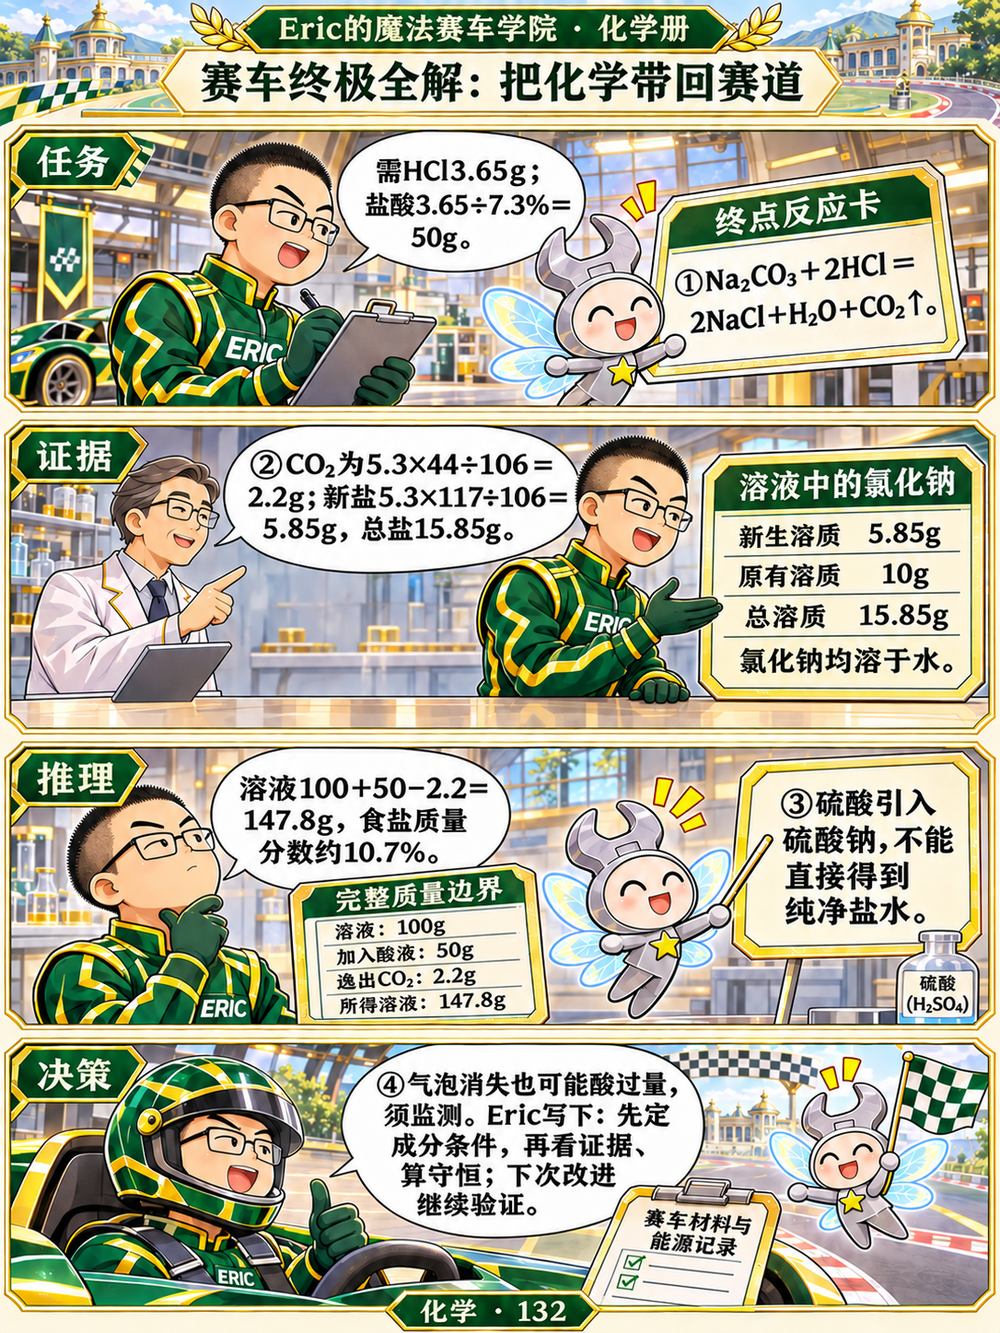 Eric的魔法赛车学院 · 化学册
赛车终极全解：把化学带回赛道
任务
需HCl3.65g；
盐酸3.65÷7.3%=
50g。
终点反应卡
①Na₂CO₃+2HCl=
2NaCl+H₂O+CO₂↑。
ERIC
证据
②CO₂为5.3×44÷106=
2.2g；新盐5.3×117÷106=
5.85g，总盐15.85g。
ERIC
溶液中的氯化钠
新生溶质 5.85g
原有溶质 10g
总溶质 15.85g
氯化钠均溶于水。
推理
溶液100+50−2.2=
147.8g，食盐质量
分数约10.7%。
ERIC
完整质量边界
溶液：100g
加入酸液：50g
逸出CO₂：2.2g
所得溶液：147.8g
③硫酸引入
硫酸钠，不能
直接得到
纯净盐水。
硫酸
(H₂SO₄)
决策
④气泡消失也可能酸过量，
须监测。Eric写下：先定
成分条件，再看证据、
算守恒；下次改进
继续验证。
ERIC
赛车材料与
能源记录
化学 · 132